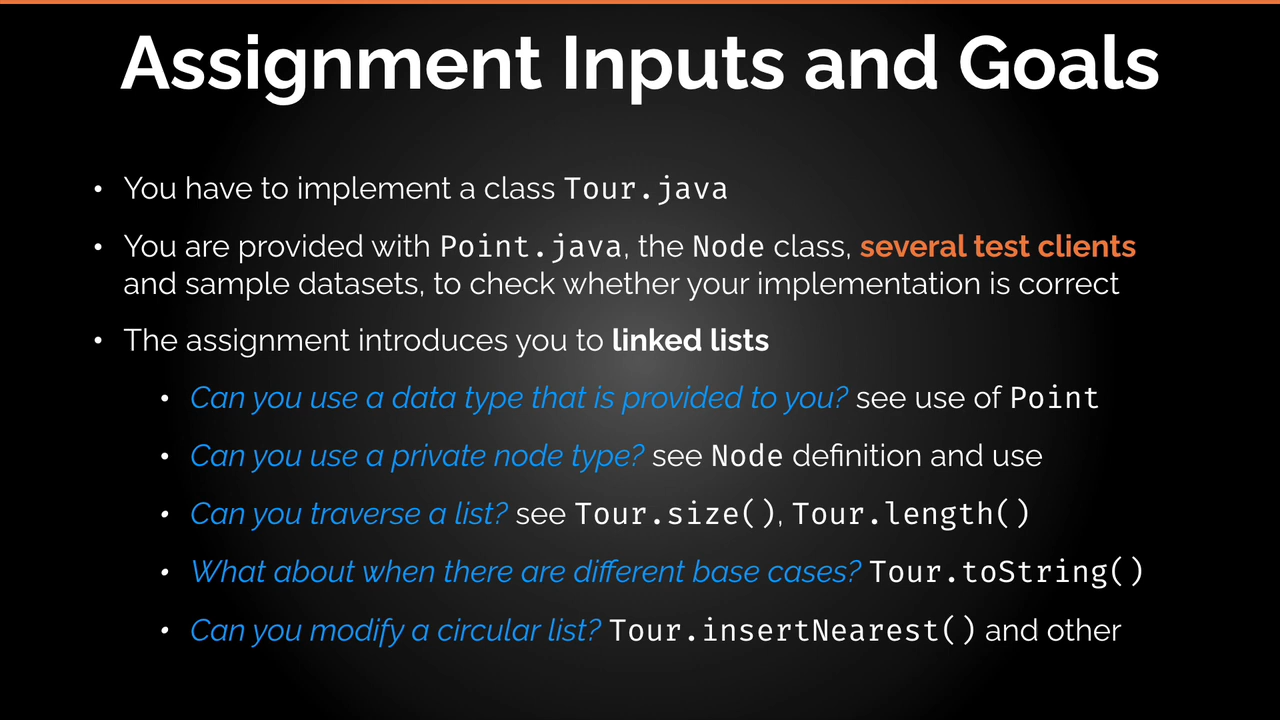 Assignment Inputs and Goals
• You have to implement a class Tour.java
• You are provided with Point.java, the Node class, several test clients
and sample datasets, to check whether your implementation is correct
• The assignment introduces you to linked lists
• Can you use a data type that is provided to you? see use of Point
• Can you use a private node type? see Node definition and use
• Can you traverse a list? see Tour.size(), Tour.length()
• What about when there are different base cases? Tour.toString()
• Can you modify a circular list? Tour.insertNearest() and other